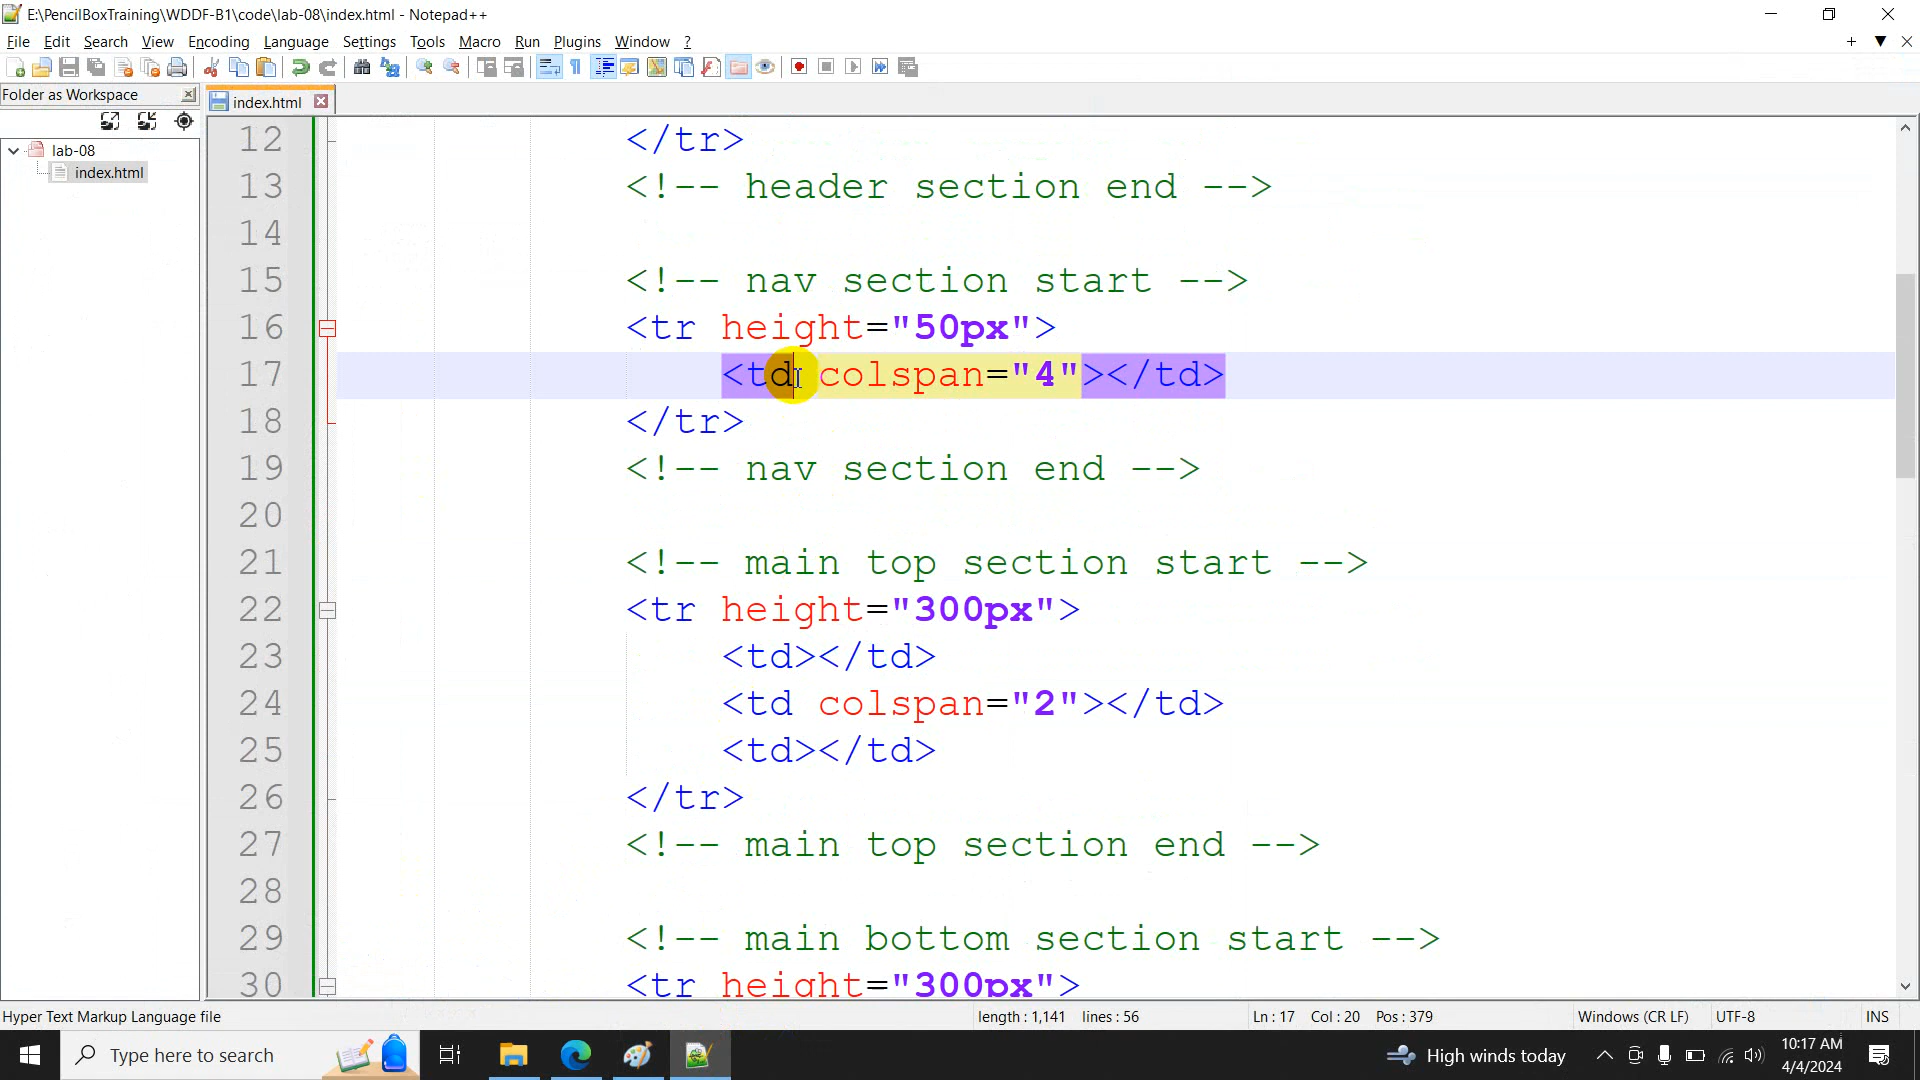 E:\PencilBoxTraining\WDDF-B1\code\lab-08\index.html - Notepad++
File Edit Search View Encoding Language Settings Tools Macro Run Plugins Window ?
Folder as Workspace
index.html
lab-08
index.html
12 </tr>
13 <!-- header section end -->
14
15 <!-- nav section start -->
16 <tr height="50px">
17 <td colspan="4"></td>
18 </tr>
19 <!-- nav section end -->
20
21 <!-- main top section start -->
22 <tr height="300px">
23 <td></td>
24 <td colspan="2"></td>
25 <td></td>
26 </tr>
27 <!-- main top section end -->
28
29 <!-- main bottom section start -->
30 <tr height="300px">
Hyper Text Markup Language file length : 1,141 lines : 56 Ln : 17 Col : 20 Pos : 379 Windows (CR LF) UTF-8 INS
Type here to search
High winds today
10:17 AM
4/4/2024